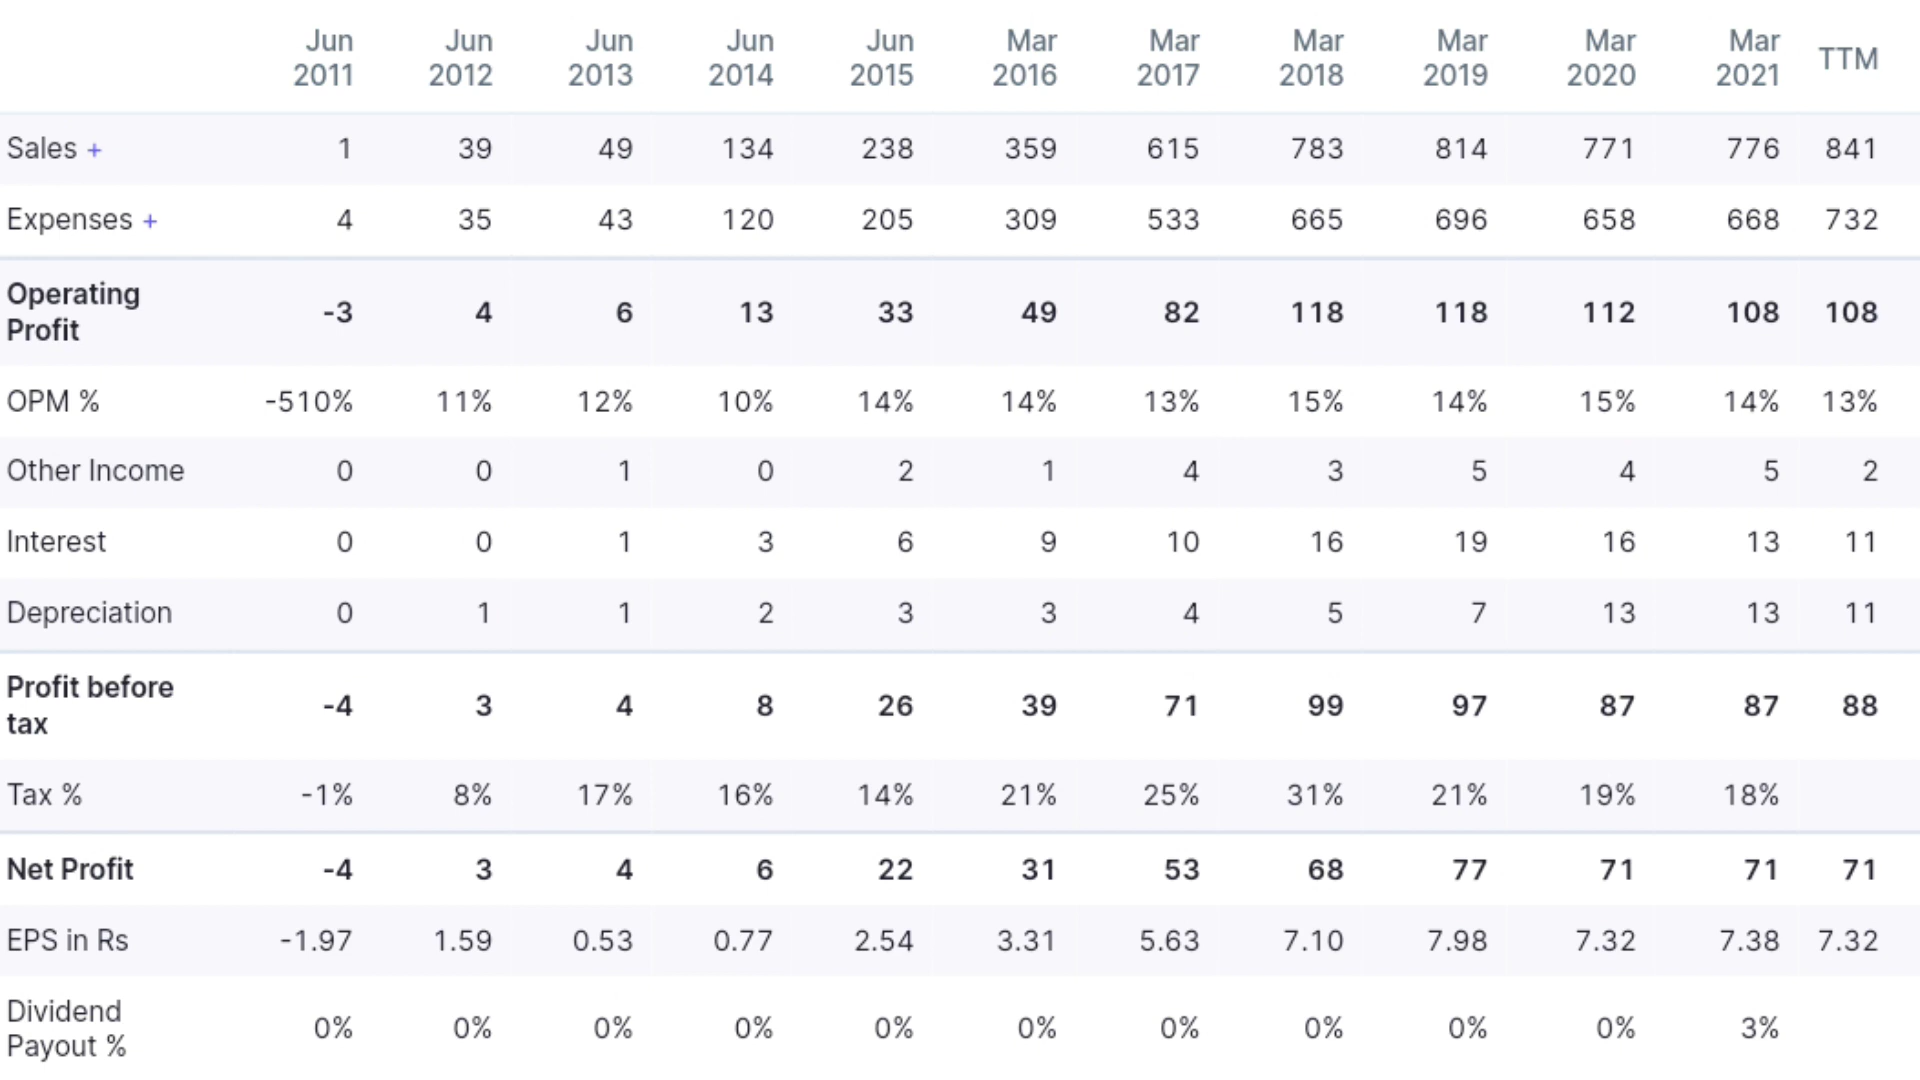 Jun 2011 Jun 2012 Jun 2013 Jun 2014 Jun 2015 Mar 2016 Mar 2017 Mar 2018 Mar 2019 Mar 2020 Mar 2021 TTM
Sales + 1 39 49 134 238 359 615 783 814 771 776 841
Expenses + 4 35 43 120 205 309 533 665 696 658 668 732
Operating Profit -3 4 6 13 33 49 82 118 118 112 108 108
OPM % -510% 11% 12% 10% 14% 14% 13% 15% 14% 15% 14% 13%
Other Income 0 0 1 0 2 1 4 3 5 4 5 2
Interest 0 0 1 3 6 9 10 16 19 16 13 11
Depreciation 0 1 1 2 3 3 4 5 7 13 13 11
Profit before tax -4 3 4 8 26 39 71 99 97 87 87 88
Tax % -1% 8% 17% 16% 14% 21% 25% 31% 21% 19% 18%
Net Profit -4 3 4 6 22 31 53 68 77 71 71 71
EPS in Rs -1.97 1.59 0.53 0.77 2.54 3.31 5.63 7.10 7.98 7.32 7.38 7.32
Dividend Payout % 0% 0% 0% 0% 0% 0% 0% 0% 0% 0% 3%